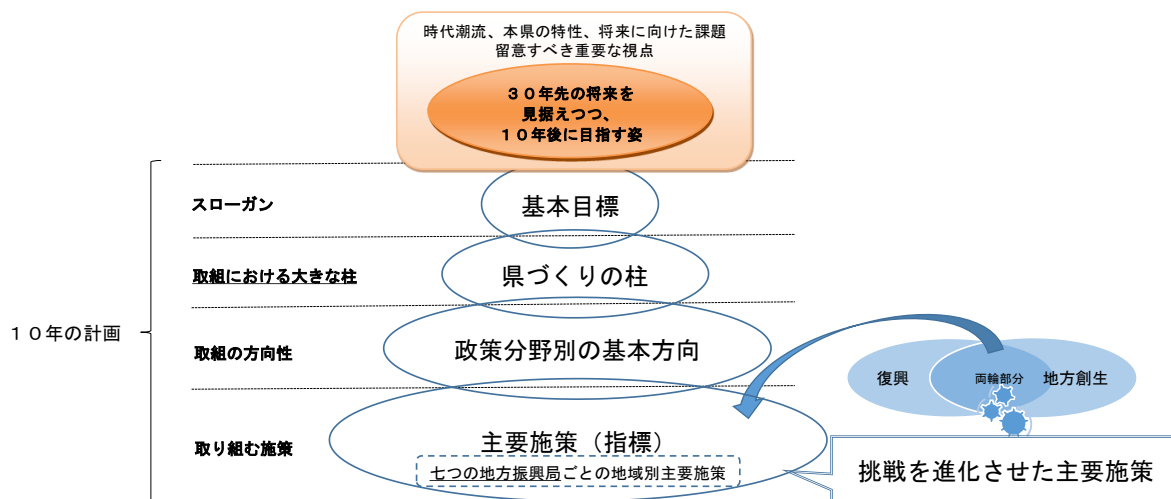 時代潮流、本県の特性、将来に向けた課題
留意すべき重要な視点
３０年先の将来を
見据えつつ、
１０年後に目指す姿
スローガン
基本目標
取組における大きな柱
県づくりの柱
１０年の計画
取組の方向性
政策分野別の基本方向
復興
両輪部分
地方創生
取り組む施策
主要施策（指標）
七つの地方振興局ごとの地域別主要施策
挑戦を進化させた主要施策